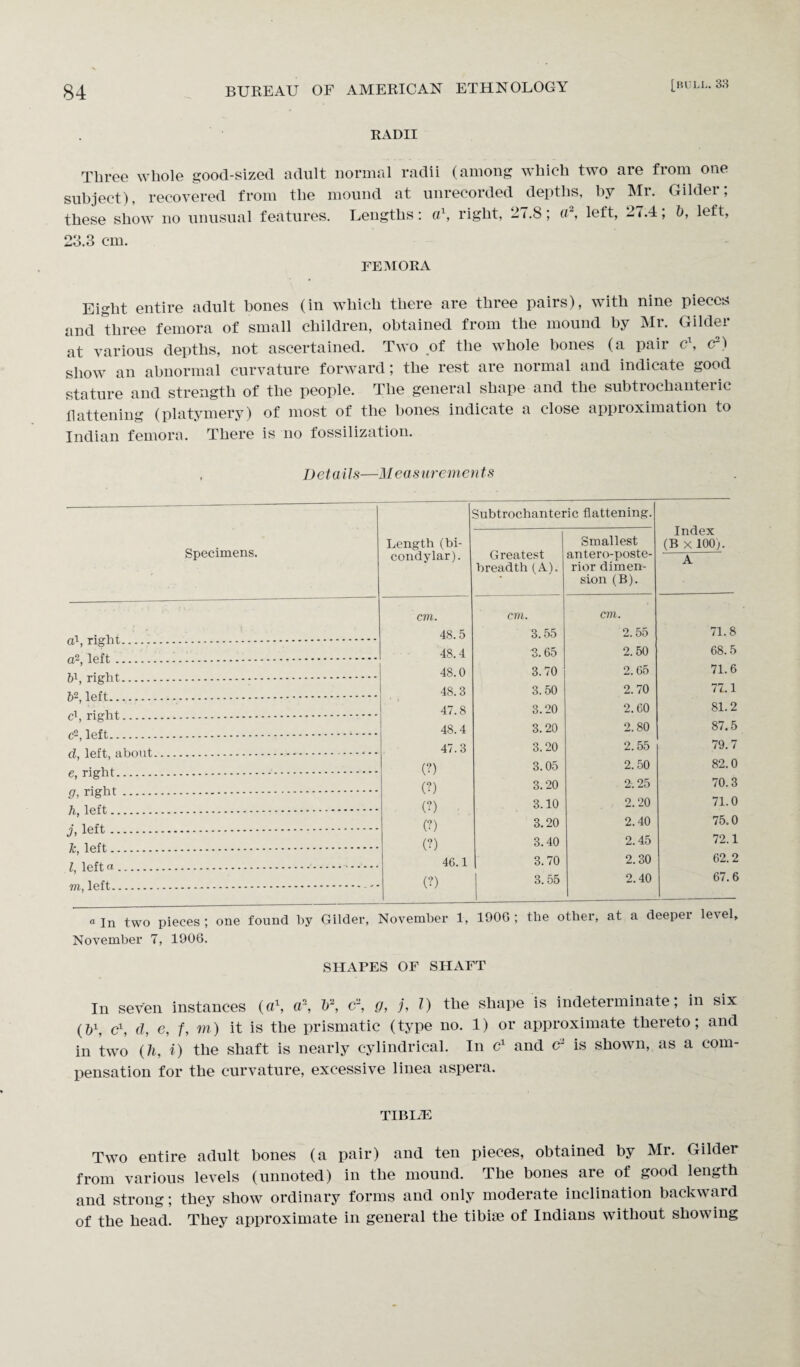 84 BUREAU OF AMERICAN ETHNOLOGY [BULL. 33
RADII
Three whole good-sized adult normal radii (among which two are from one
subject), recovered from the mound at unrecorded depths, by Mr. Gilder;
these show no unusual features. Lengths: a¹, right, 27.8; a², left, 27.4; b, left,
23.3 cm.
FEMORA
Eight entire adult bones (in which there are three pairs), with nine pieces
and three femora of small children, obtained from the mound by Mr. Gilder
at various depths, not ascertained. Two of the whole bones (a pair c¹, c²)
show an abnormal curvature forward; the rest are normal and indicate good
stature and strength of the people. The general shape and the subtrochanteric
flattening (platymery) of most of the bones indicate a close approximation to
Indian femora. There is no fossilization.
Details—Measurements
Specimens. | Length (bicondylar). | Subtrochanteric flattening. Greatest breadth (A). | Smallest antero-posterior dimension (B). | Index (B × 100). A
cm. cm. cm.
a¹, right 48.5 3.55 2.55 71.8
a², left 48.4 3.65 2.50 68.5
b¹, right 48.0 3.70 2.65 71.6
b², left 48.3 3.50 2.70 77.1
c¹, right 47.8 3.20 2.60 81.2
c², left 48.4 3.20 2.80 87.5
d, left, about 47.3 3.20 2.55 79.7
e, right (?) 3.05 2.50 82.0
g, right (?) 3.20 2.25 70.3
h, left (?) 3.10 2.20 71.0
j, left (?) 3.20 2.40 75.0
k, left (?) 3.40 2.45 72.1
l, left a 46.1 3.70 2.30 62.2
m, left (?) 3.55 2.40 67.6
a In two pieces; one found by Gilder, November 1, 1906; the other, at a deeper level,
November 7, 1906.
SHAPES OF SHAFT
In seven instances (a¹, a², b², c², g, j, l) the shape is indeterminate; in six
(b¹, c¹, d, e, f, m) it is the prismatic (type no. 1) or approximate thereto; and
in two (h, i) the shaft is nearly cylindrical. In c¹ and c² is shown, as a com-
pensation for the curvature, excessive linea aspera.
TIBIÆ
Two entire adult bones (a pair) and ten pieces, obtained by Mr. Gilder
from various levels (unnoted) in the mound. The bones are of good length
and strong; they show ordinary forms and only moderate inclination backward
of the head. They approximate in general the tibiæ of Indians without showing